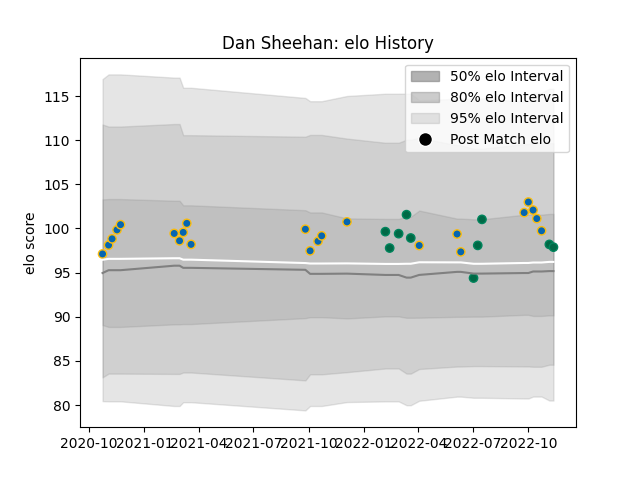 Dan Sheehan: elo History
50% elo Interval
80% elo Interval
95% elo Interval
Post Match elo
elo score
115
110
105
100
95
90
85
80
2020-10 2021-01 2021-04 2021-07 2021-10 2022-01 2022-04 2022-07 2022-10